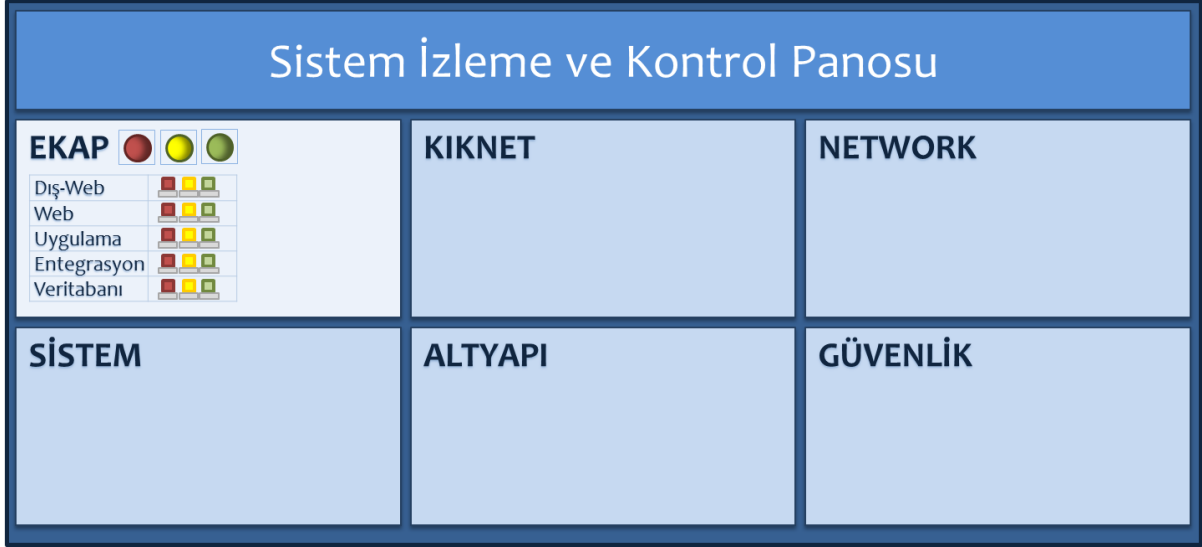 Sistem İzleme ve Kontrol Panosu
EKAP
Dış-Web
Web
Uygulama
Entegrasyon
Veritabanı
KIKNET
NETWORK
SİSTEM
ALTYAPI
GÜVENLİK